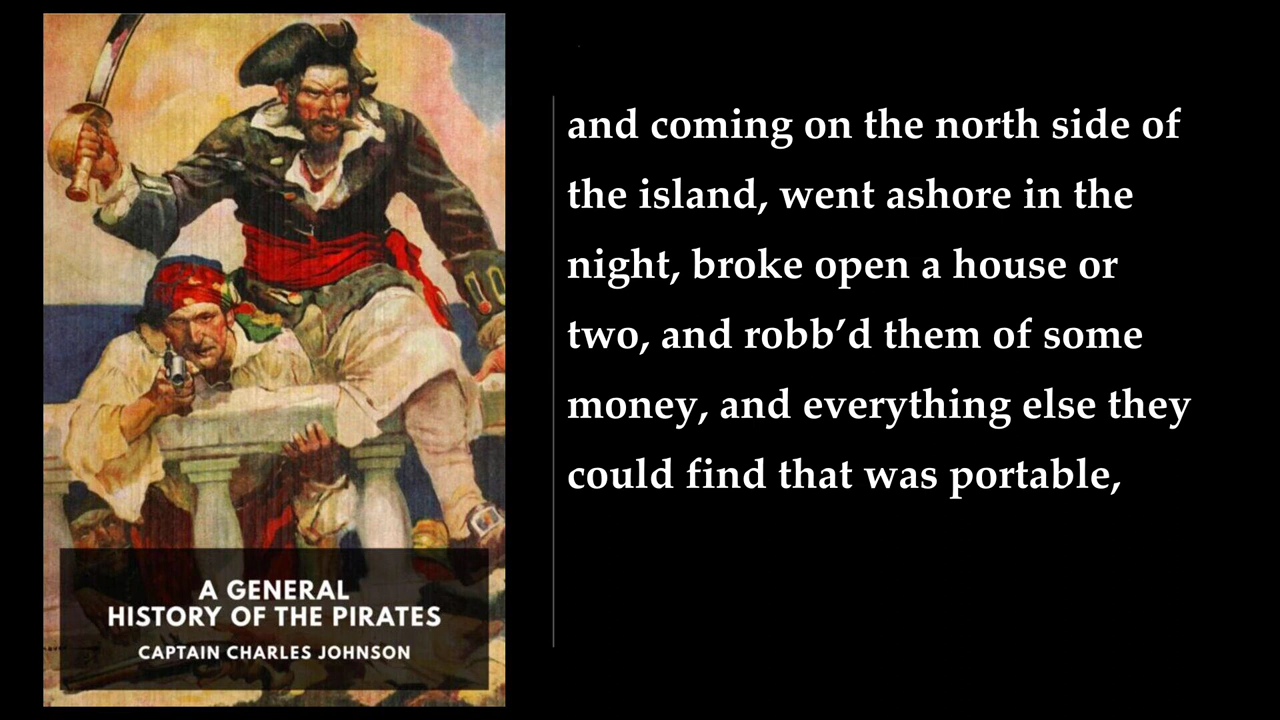 A GENERAL
HISTORY OF THE PIRATES
CAPTAIN CHARLES JOHNSON
and coming on the north side of
the island, went ashore in the
night, broke open a house or
two, and robb’d them of some
money, and everything else they
could find that was portable,